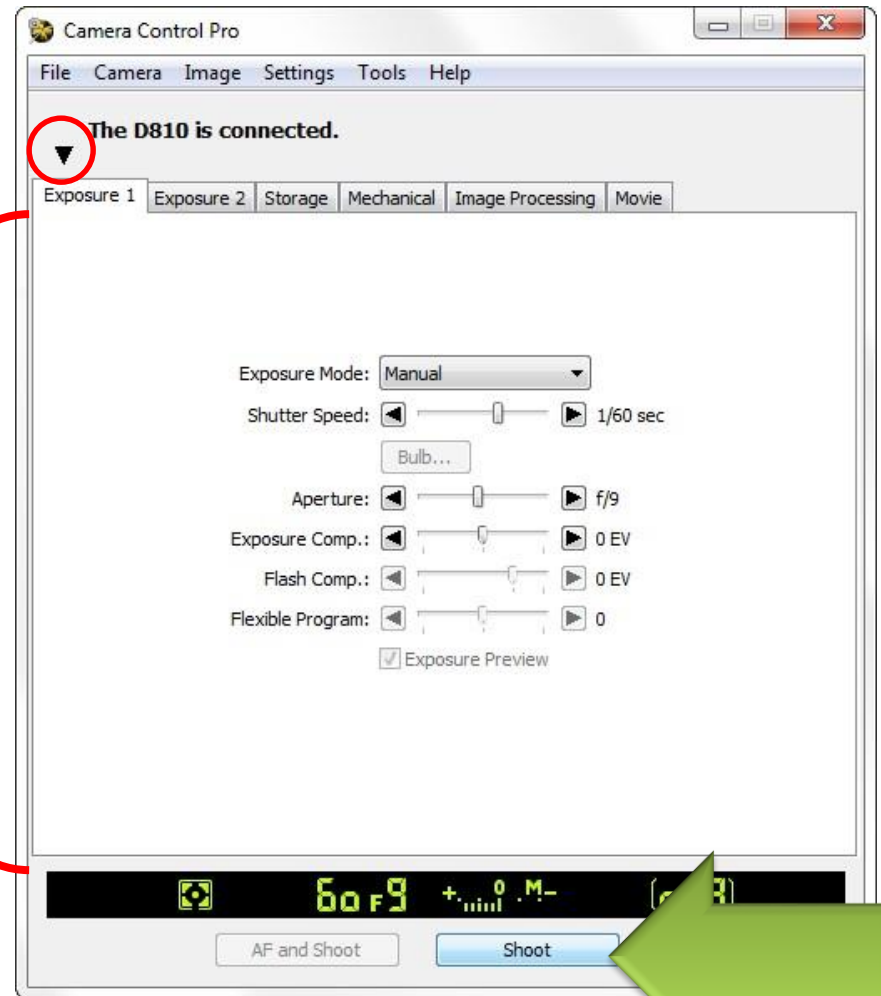 Camera Control Pro
File Camera Image Settings Tools Help
The D810 is connected.
Exposure 1 Exposure 2 Storage Mechanical Image Processing Movie
Exposure Mode: Manual
Shutter Speed: 1/60 sec
Bulb...
Aperture: f/9
Exposure Comp.: 0 EV
Flash Comp.: 0 EV
Flexible Program: 0
Exposure Preview
60 F9 +. 0 .M-
AF and Shoot Shoot